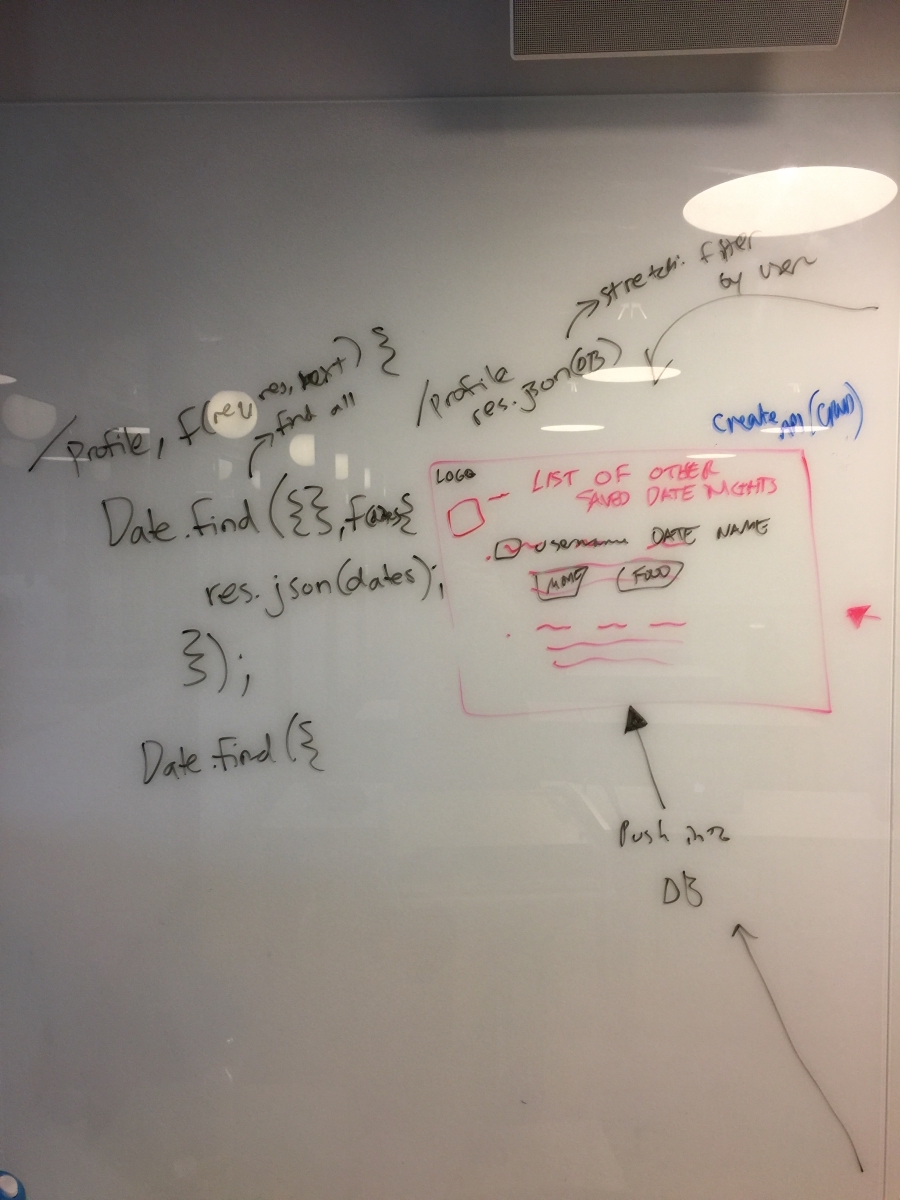 /profile, f(req, res, next) {
find all
Date.find({}, f(dates){
res.json(dates);
});
Date.find({
stretch: filter
by user
/profile
res.json(DB)
Create API (CRUD)
LOGO
LIST OF OTHER
SAVED DATE NIGHTS
username DATE NAME
FOOD
Push into
DB